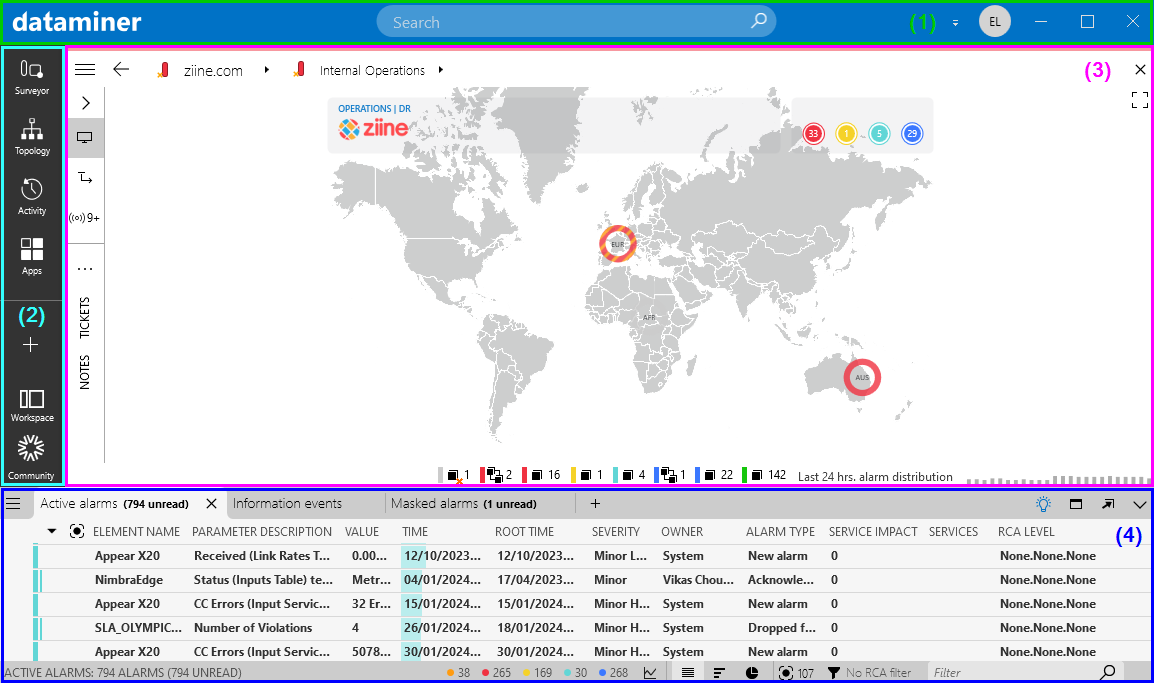 dataminer
Search
(1)
EL
Surveyor
Topology
Activity
Apps
(2)
Workspace
Community
ziine.com
Internal Operations
(3)
9+
TICKETS
NOTES
OPERATIONS | DR
ziine
33 1 5 29
EUR
AFR
AUS
1 2 16 1 4 1 22 142 Last 24 hrs. alarm distribution
Active alarms (794 unread) Information events Masked alarms (1 unread)
ELEMENT NAME PARAMETER DESCRIPTION VALUE TIME ROOT TIME SEVERITY OWNER ALARM TYPE SERVICE IMPACT SERVICES RCA LEVEL
(4)
Appear X20 Received (Link Rates T... 0.00... 12/10/2023... 12/10/2023... Minor L... System New alarm 0 None.None.None
NimbraEdge Status (Inputs Table) te... Metr... 04/01/2024... 17/04/2023... Minor Vikas Chou... Acknowle... 0 None.None.None
Appear X20 CC Errors (Input Servic... 32 Er... 15/01/2024... 15/01/2024... Minor H... System New alarm 0 None.None.None
SLA_OLYMPIC... Number of Violations 4 26/01/2024... 18/01/2024... Minor H... System Dropped f... 0 None.None.None
Appear X20 CC Errors (Input Servic... 5078... 30/01/2024... 30/01/2024... Minor H... System New alarm 0 None.None.None
ACTIVE ALARMS: 794 ALARMS (794 UNREAD) 38 265 169 30 268 107 No RCA filter Filter